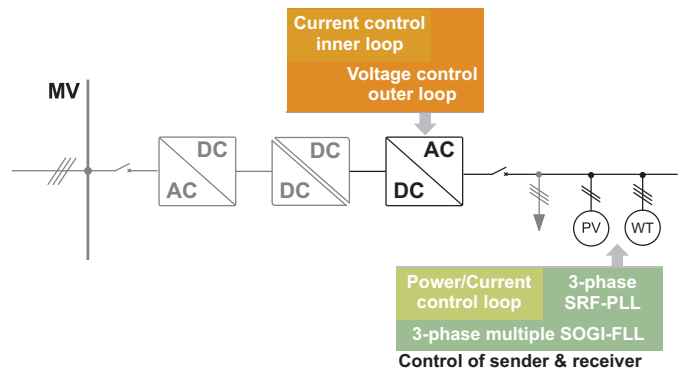 Current control
inner loop
Voltage control
outer loop
MV
DC
AC
DC
DC
AC
DC
PV
WT
Power/Current
control loop
3-phase
SRF-PLL
3-phase multiple SOGI-FLL
Control of sender & receiver